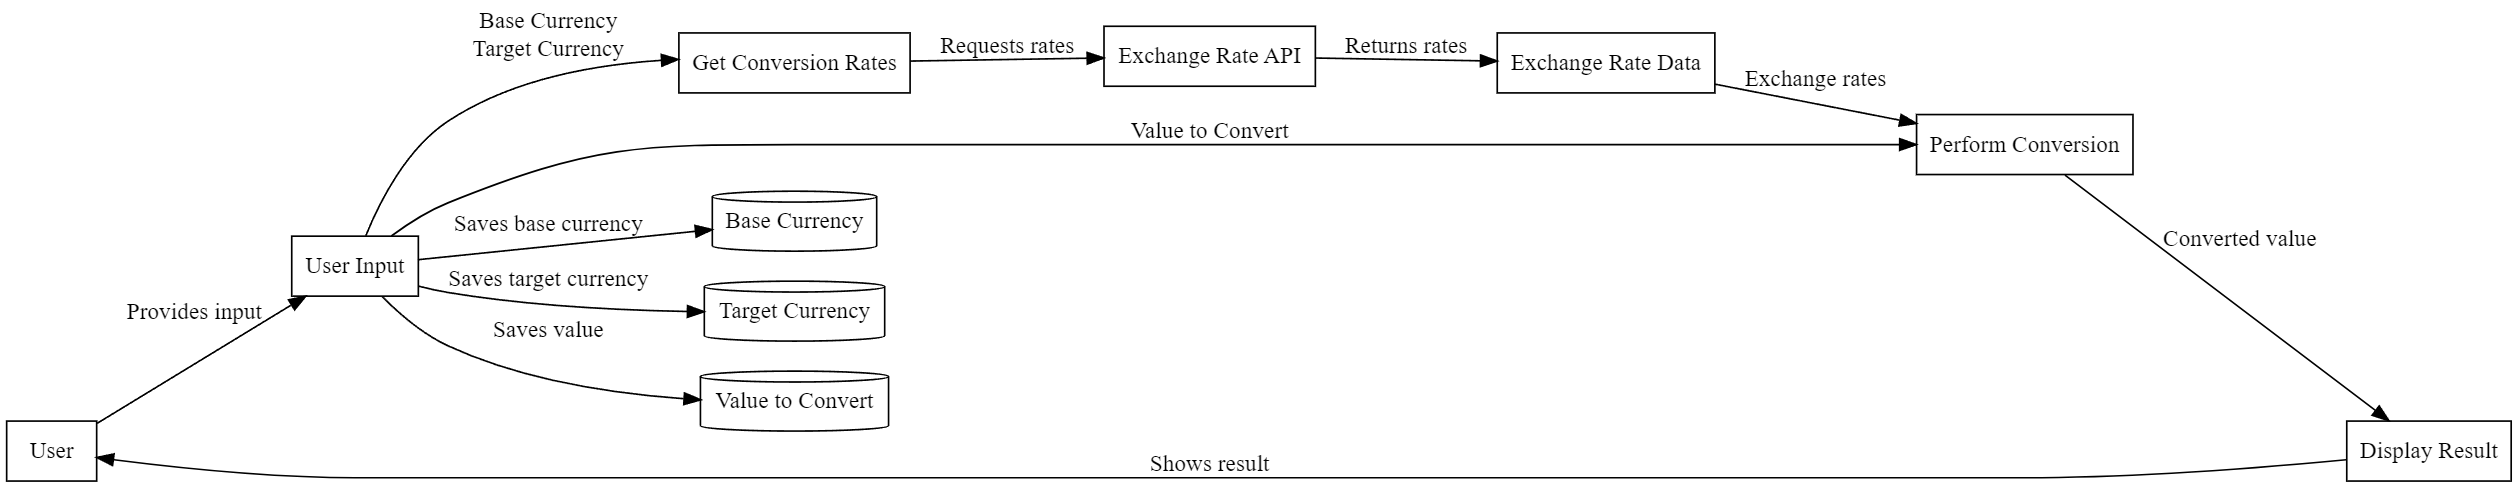 Base Currency
Target Currency
Get Conversion Rates
Requests rates
Exchange Rate API
Returns rates
Exchange Rate Data
Exchange rates
Value to Convert
Perform Conversion
Saves base currency
Base Currency
User Input
Saves target currency
Target Currency
Converted value
Provides input
Saves value
Value to Convert
User
Shows result
Display Result